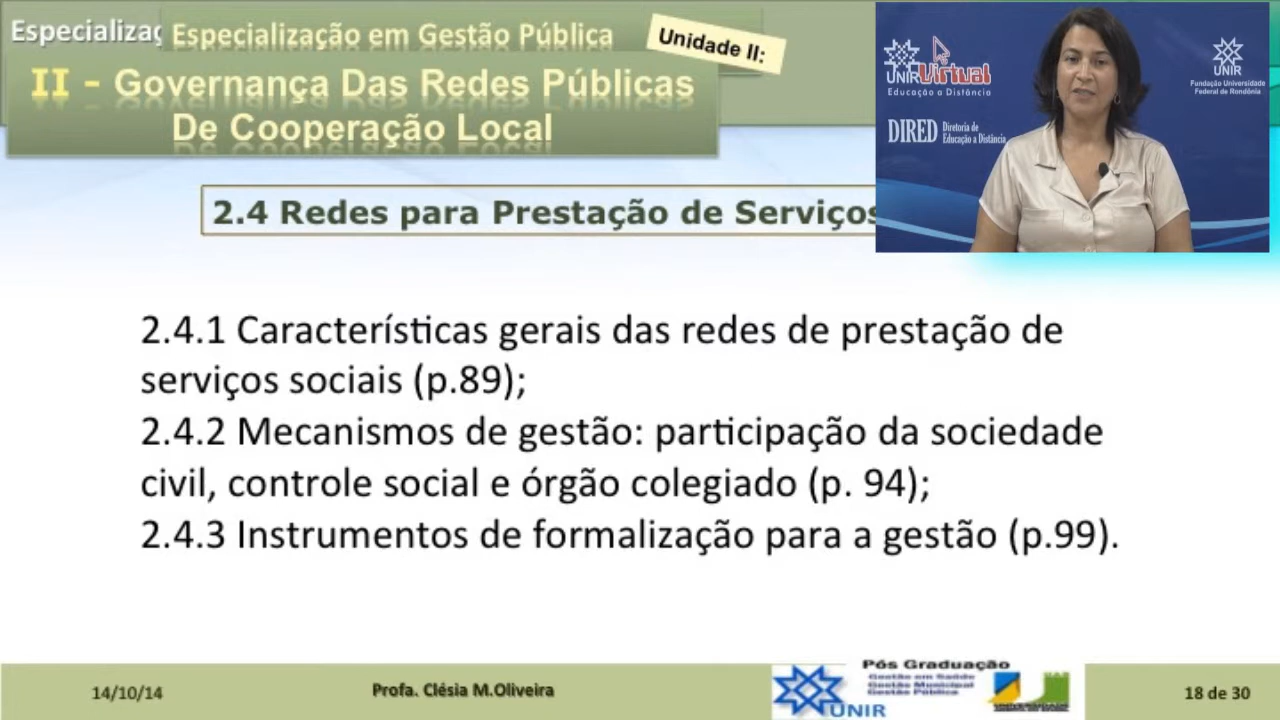 Especializaç
Especialização em Gestão Pública
Unidade II:
II - Governança Das Redes Públicas
De Cooperação Local
2.4 Redes para Prestação de Serviços
UNIR Virtual
Educação a Distância
DIRED Diretoria de
Educação a Distância
UNIR
Fundação Universidade
Federal de Rondônia
2.4.1 Características gerais das redes de prestação de
serviços sociais (p.89);
2.4.2 Mecanismos de gestão: participação da sociedade
civil, controle social e órgão colegiado (p. 94);
2.4.3 Instrumentos de formalização para a gestão (p.99).
14/10/14
Profa. Clésia M.Oliveira
UNIR
Pós Graduação
Gestão em Saúde
Gestão Municipal
Gestão Pública
18 de 30